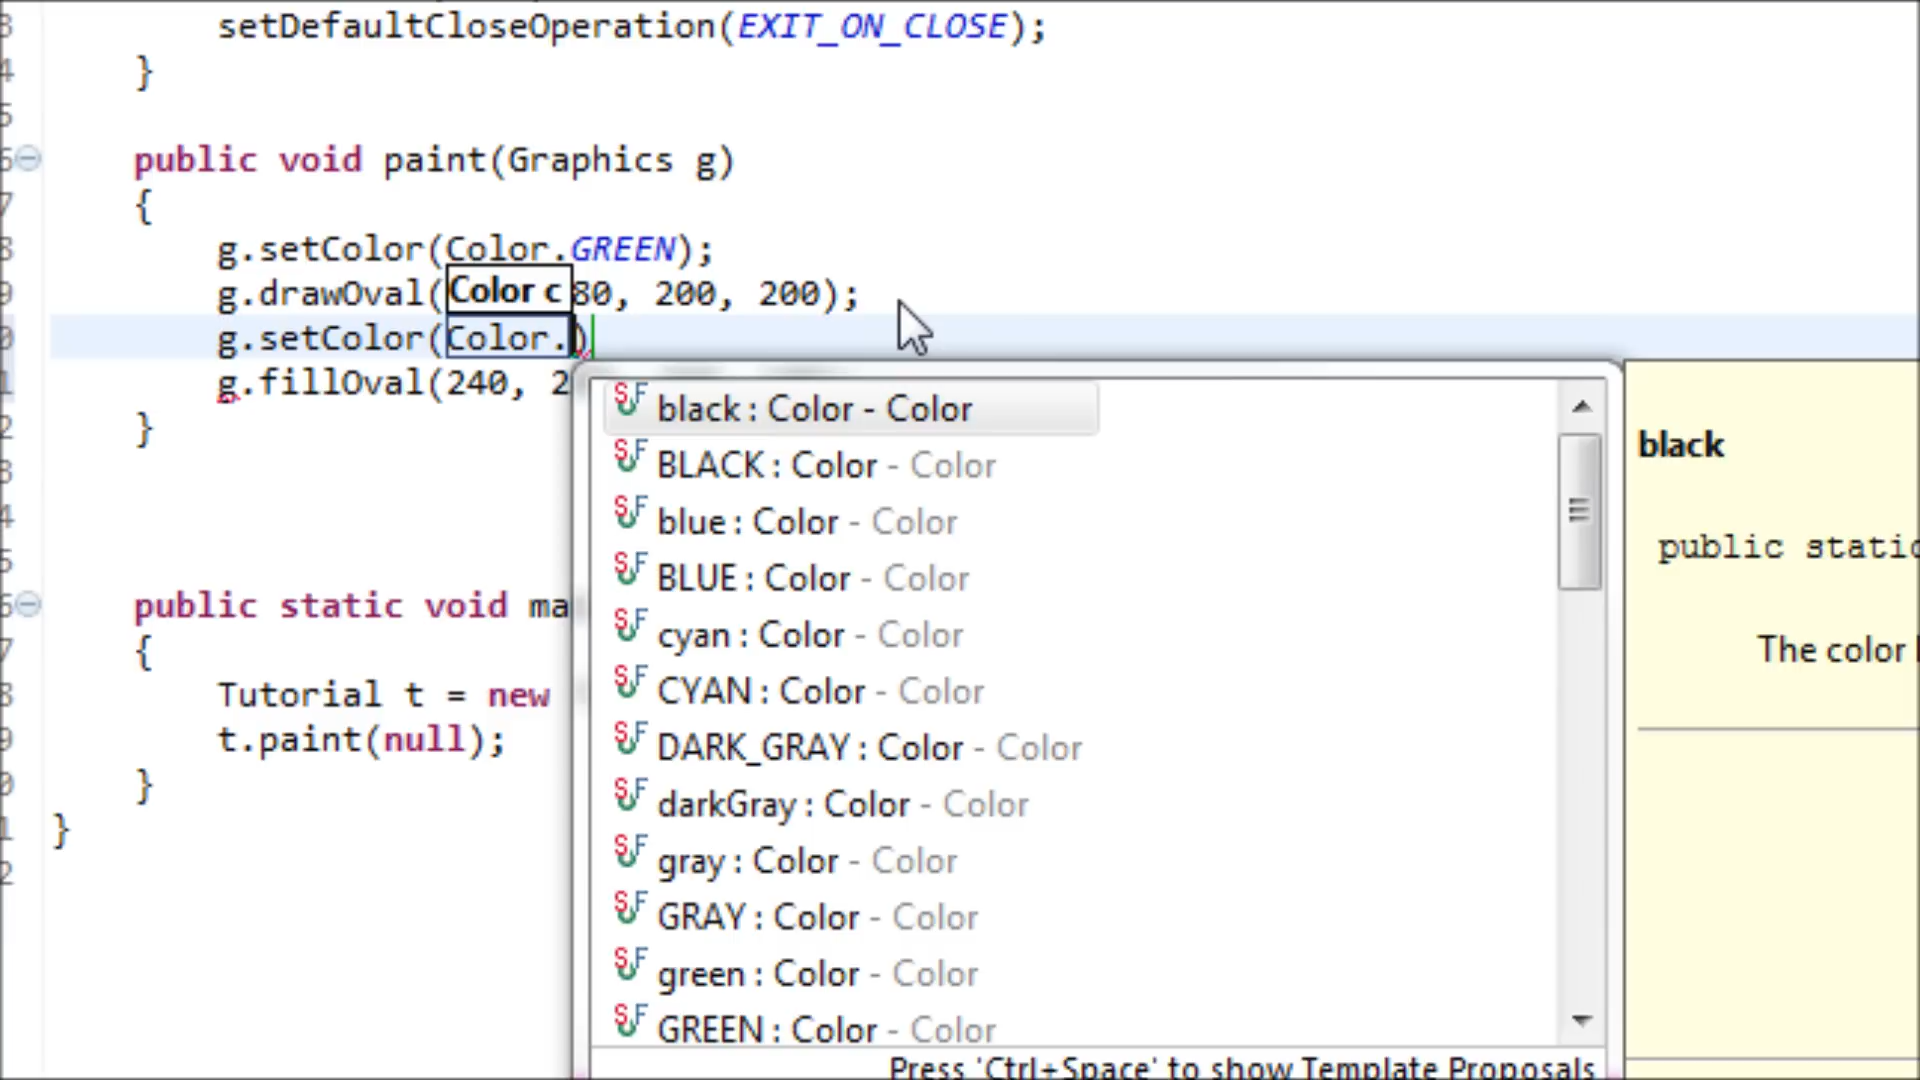 setDefaultCloseOperation(EXIT_ON_CLOSE);
}
public void paint(Graphics g)
{
g.setColor(Color.GREEN);
g.drawOval( 80, 200, 200);
Color c
g.setColor(Color.)
g.fillOval(240, 2
}
public static void ma
{
Tutorial t = new
t.paint(null);
}
}
black : Color - Color
BLACK : Color - Color
blue : Color - Color
BLUE : Color - Color
cyan : Color - Color
CYAN : Color - Color
DARK_GRAY : Color - Color
darkGray : Color - Color
gray : Color - Color
GRAY : Color - Color
green : Color - Color
GREEN : Color - Color
Press 'Ctrl+Space' to show Template Proposals
black
public static
The color